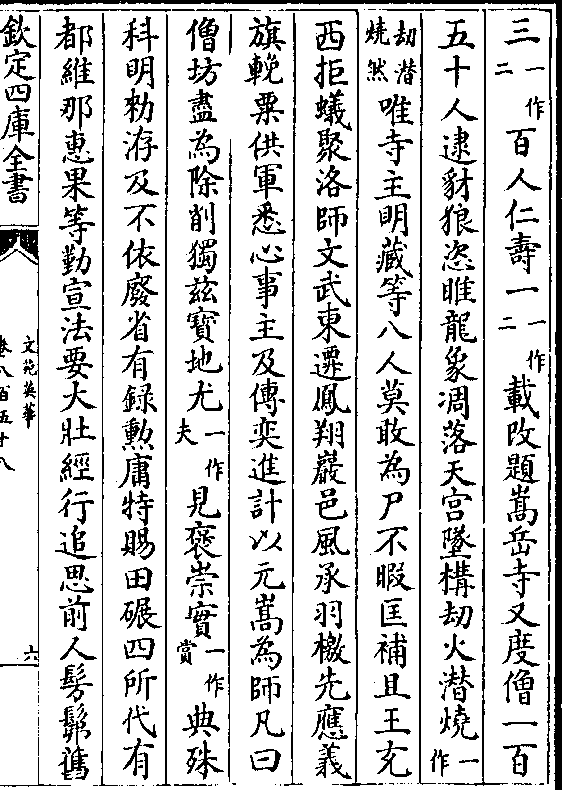 三一作二百人仁壽一一作二載改題嵩岳寺又度僧一百
五十人逮豺狼恣睢龍象凋落天宫墜構劫火潜燒一作
劫潜燒然唯寺主明藏等八人莫敢為尸不暇匡補且王充
西拒蟻聚洛師文武東遷鳳翔巖邑風承羽檄先應義
旗輓粟供軍悉心事主及傳奕進計以元嵩為師凡曰
僧坊盡為除削獨兹寶地尤一作夫見褒崇實一作賞典殊
科明勑洊及不依廢省有録勲庸特賜田碾四所代有
都維那惠果等勤宣法要大壯經行追思前人髣髴舊
欽定四庫全書
文苑英華
卷八百五十八
六